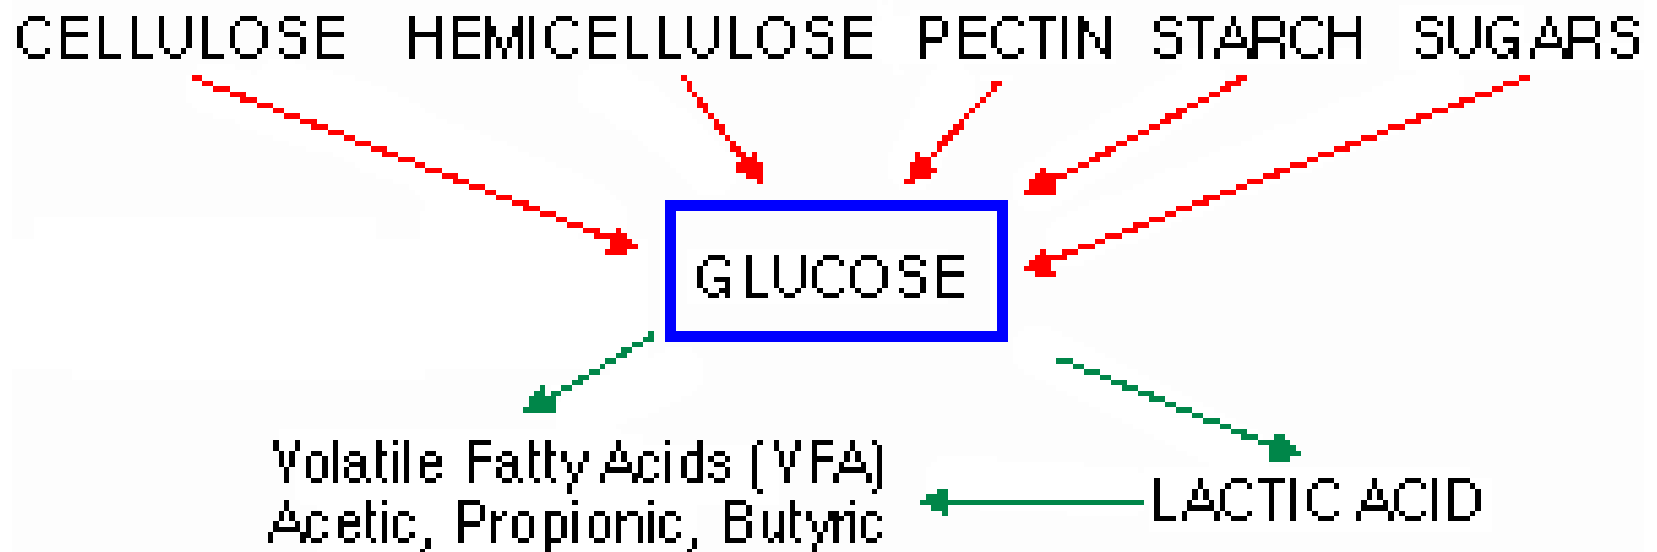 CELLULOSE HEMICELLULOSE PECTIN STARCH SUGARS
GLUCOSE
Volatile Fatty Acids (VFA)
Acetic, Propionic, Butyric
LACTIC ACID